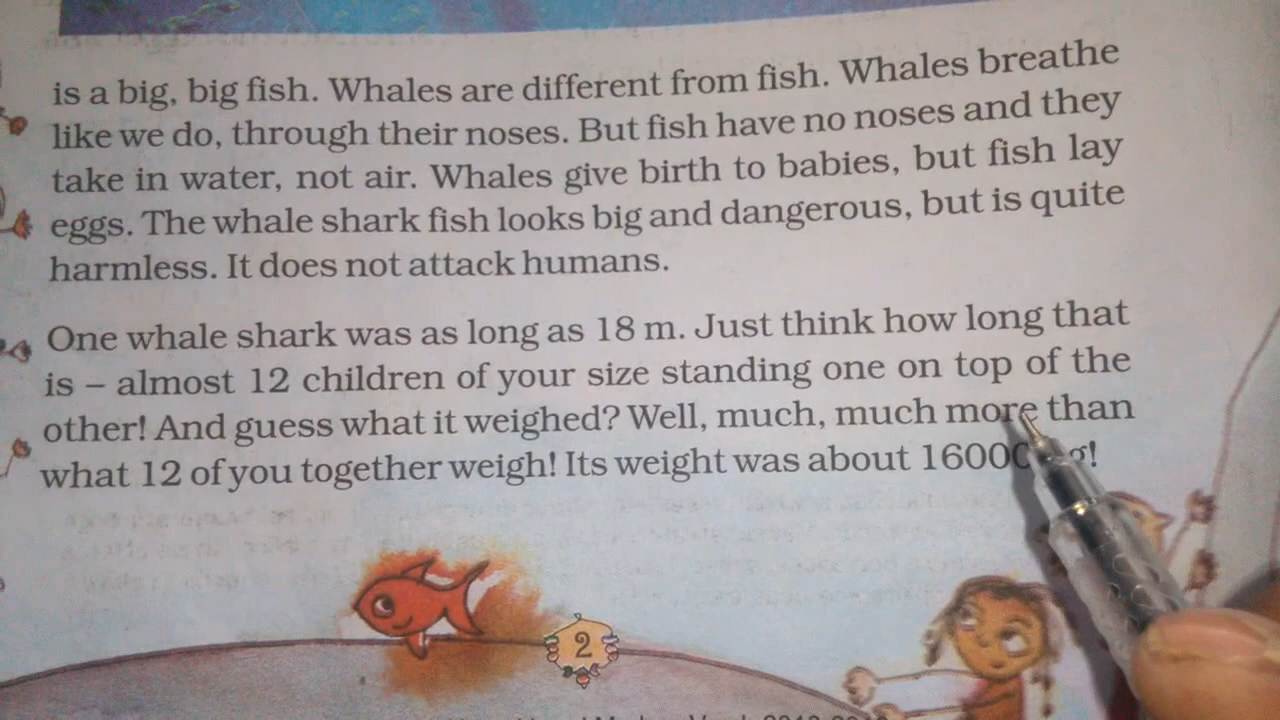 is a big, big fish. Whales are different from fish. Whales breathe
like we do, through their noses. But fish have no noses and they
take in water, not air. Whales give birth to babies, but fish lay
eggs. The whale shark fish looks big and dangerous, but is quite
harmless. It does not attack humans.
One whale shark was as long as 18 m. Just think how long that
is – almost 12 children of your size standing one on top of the
other! And guess what it weighed? Well, much, much more than
what 12 of you together weigh! Its weight was about
2